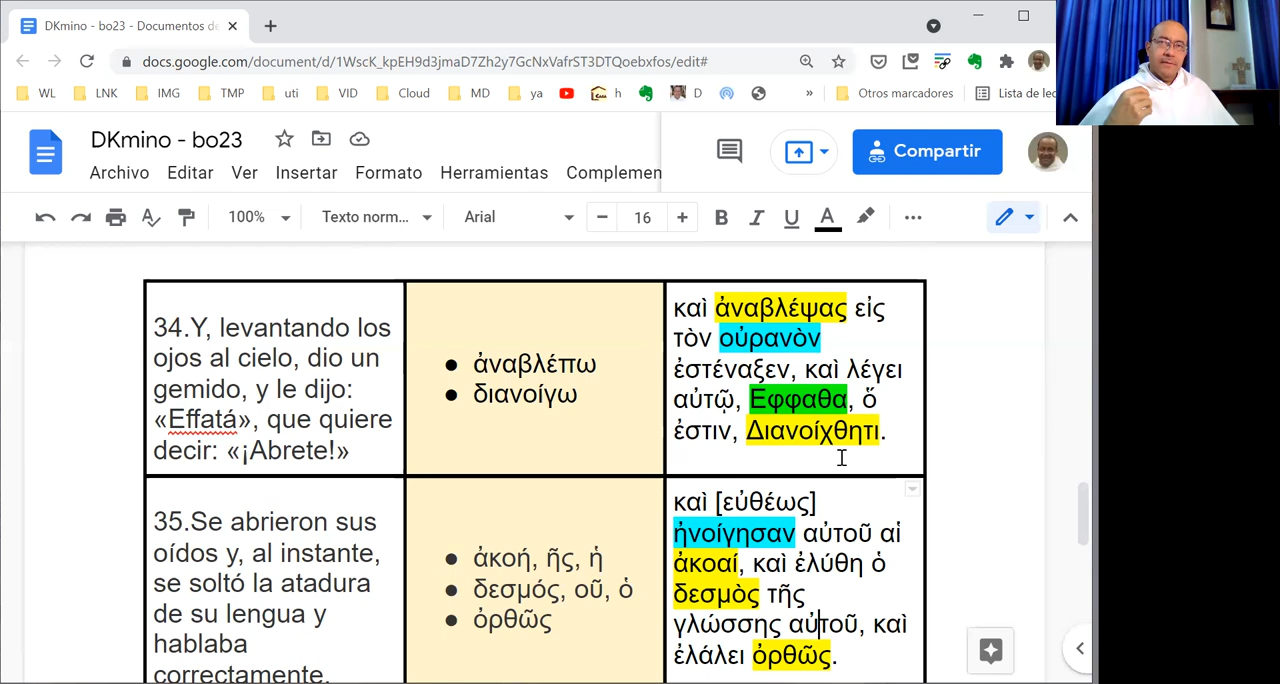 DKmino - bo23 - Documentos de
docs.google.com/document/d/1WscK_kpEH9d3jmaD7Zh2y7GcNxVafrST3DTQoebxfos/edit#
WL LNK IMG TMP uti VID Cloud MD ya h D » Otros marcadores Lista de lec
DKmino - bo23
Archivo Editar Ver Insertar Formato Herramientas Complemen
Compartir
100% Texto norm... Arial − 16 + B I U A
34.Y, levantando los
ojos al cielo, dio un
gemido, y le dijo:
«Effatá», que quiere
decir: «¡Abrete!»
● ἀναβλέπω
● διανοίγω
καὶ ἀναβλέψας εἰς
τὸν οὐρανὸν
ἐστέναξεν, καὶ λέγει
αὐτῷ, Εφφαθα, ὅ
ἐστιν, Διανοίχθητι.
35.Se abrieron sus
oídos y, al instante,
se soltó la atadura
de su lengua y
hablaba
correctamente.
● ἀκοή, ῆς, ἡ
● δεσμός, οῦ, ὁ
● ὀρθῶς
καὶ [εὐθέως]
ἠνοίγησαν αὐτοῦ αἱ
ἀκοαί, καὶ ἐλύθη ὁ
δεσμὸς τῆς
γλώσσης αὐτοῦ, καὶ
ἐλάλει ὀρθῶς.